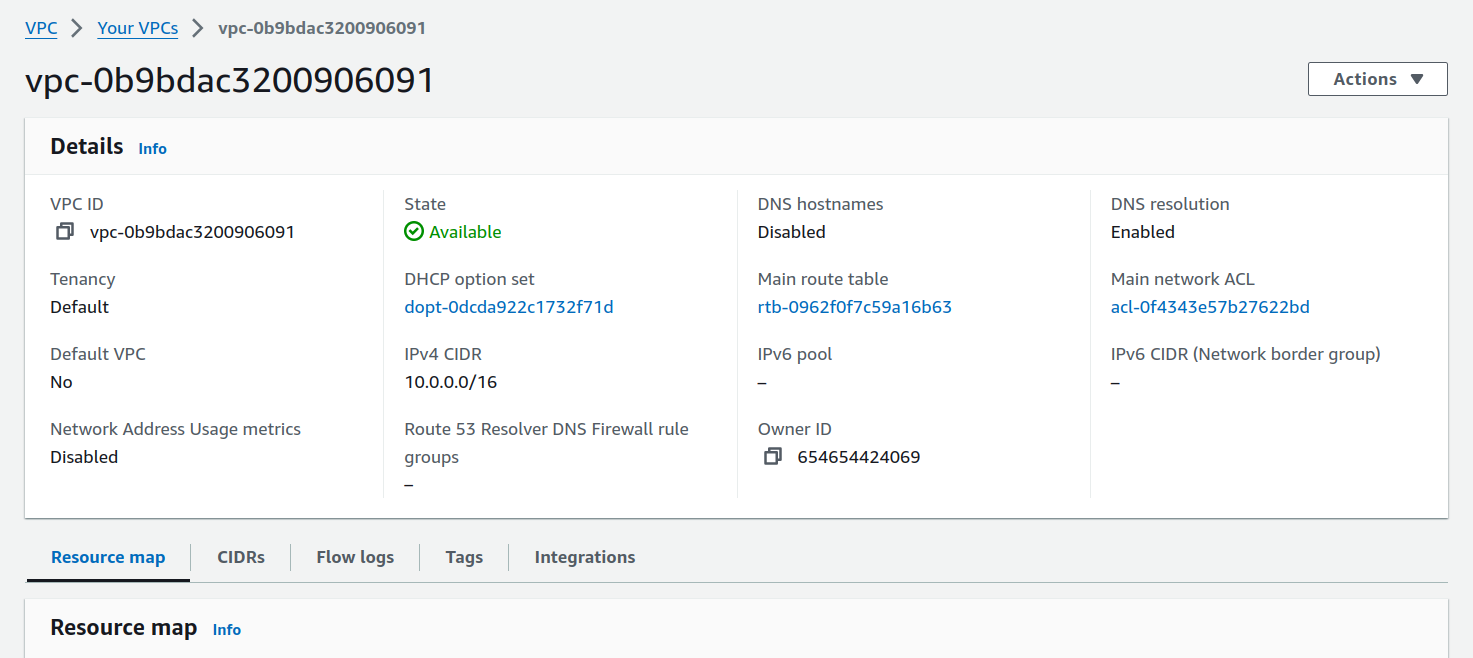 VPC > Your VPCs > vpc-0b9bdac3200906091
vpc-0b9bdac3200906091
Actions
Details Info
VPC ID
vpc-0b9bdac3200906091
State
Available
DNS hostnames
Disabled
DNS resolution
Enabled
Tenancy
Default
DHCP option set
dopt-0dcda922c1732f71d
Main route table
rtb-0962f0f7c59a16b63
Main network ACL
acl-0f4343e57b27622bd
Default VPC
No
IPv4 CIDR
10.0.0.0/16
IPv6 pool
–
IPv6 CIDR (Network border group)
–
Network Address Usage metrics
Disabled
Route 53 Resolver DNS Firewall rule
groups
–
Owner ID
654654424069
Resource map CIDRs Flow logs Tags Integrations
Resource map Info